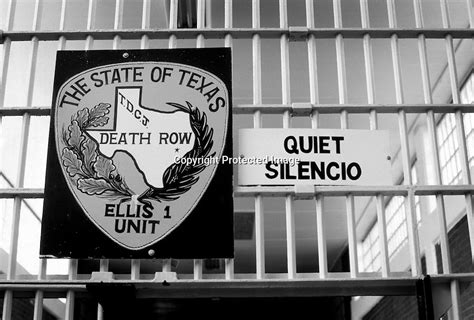 THE STATE OF TEXAS
TDCJ
DEATH ROW
ELLIS 1
UNIT
QUIET
SILENCIO
Copyright Protected Image